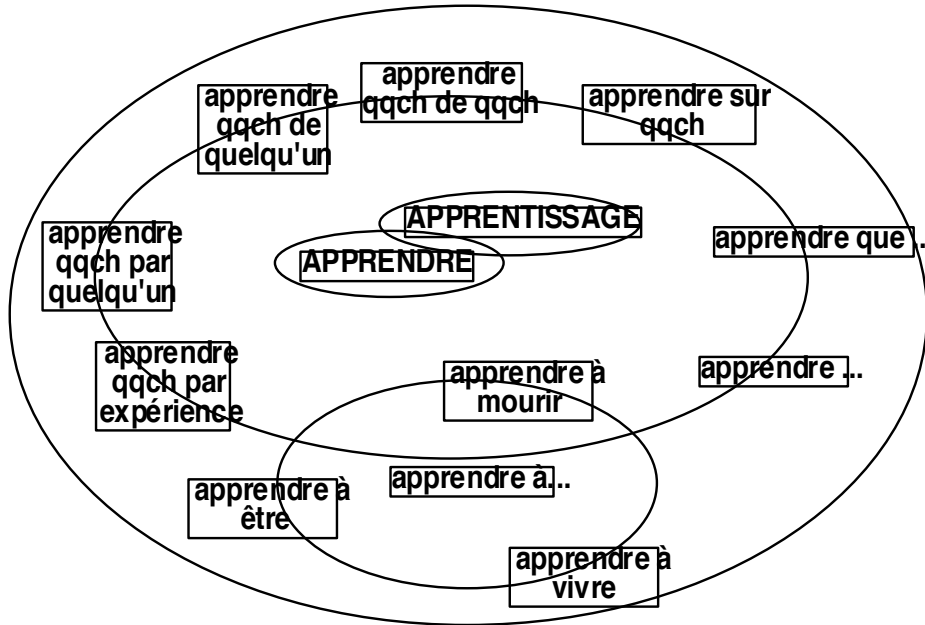 apprendre
qqch de qqch
apprendre
qqch de
quelqu'un
apprendre sur
qqch
APPRENTISSAGE
apprendre
qqch par
quelqu'un
apprendre que ..
APPRENDRE
apprendre
qqch par
expérience
apprendre à
mourir
apprendre ...
apprendre à...
apprendre à
être
apprendre à
vivre